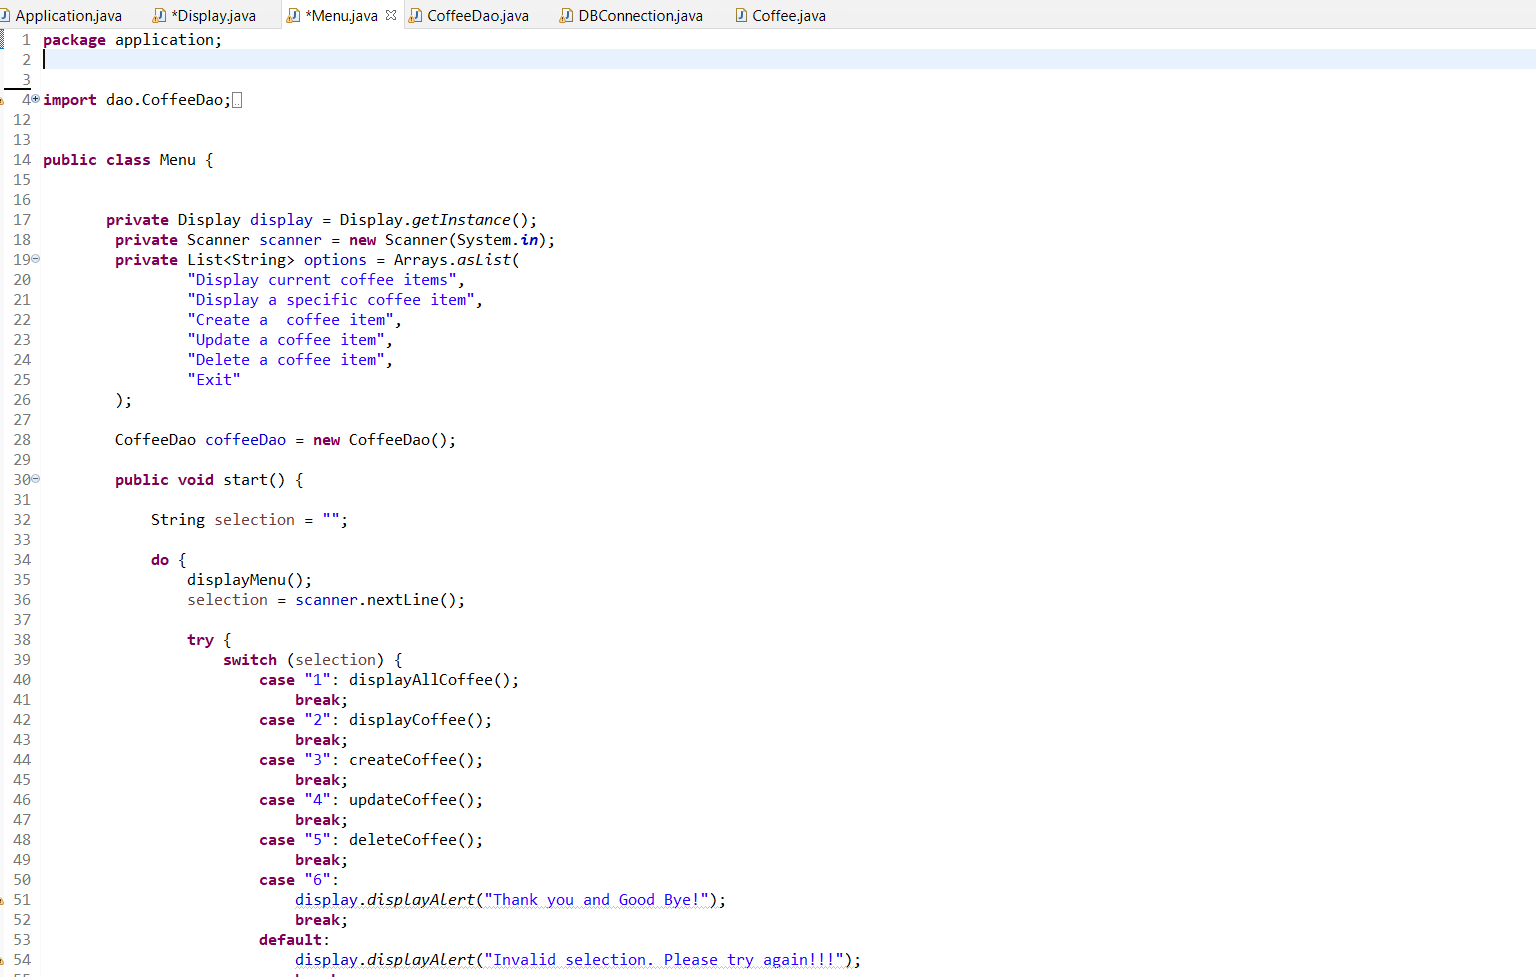 Application.java *Display.java *Menu.java CoffeeDao.java DBConnection.java Coffee.java
1 package application;
2
3
4 import dao.CoffeeDao;
12
13
14 public class Menu {
15
16
17 private Display display = Display.getInstance();
18 private Scanner scanner = new Scanner(System.in);
19 private List<String> options = Arrays.asList(
20 "Display current coffee items",
21 "Display a specific coffee item",
22 "Create a  coffee item",
23 "Update a coffee item",
24 "Delete a coffee item",
25 "Exit"
26 );
27
28 CoffeeDao coffeeDao = new CoffeeDao();
29
30 public void start() {
31
32 String selection = "";
33
34 do {
35 displayMenu();
36 selection = scanner.nextLine();
37
38 try {
39 switch (selection) {
40 case "1": displayAllCoffee();
41 break;
42 case "2": displayCoffee();
43 break;
44 case "3": createCoffee();
45 break;
46 case "4": updateCoffee();
47 break;
48 case "5": deleteCoffee();
49 break;
50 case "6":
51 display.displayAlert("Thank you and Good Bye!");
52 break;
53 default:
54 display.displayAlert("Invalid selection. Please try again!!!");